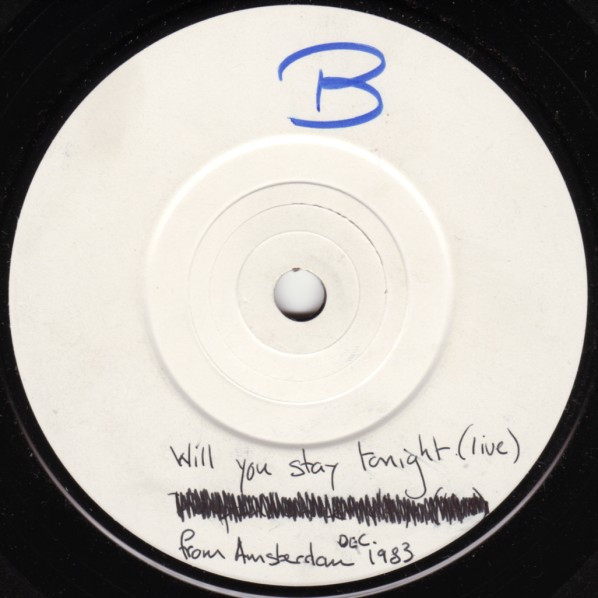 B
Will you stay tonight.(live)
from Amsterdam DEC. 1983